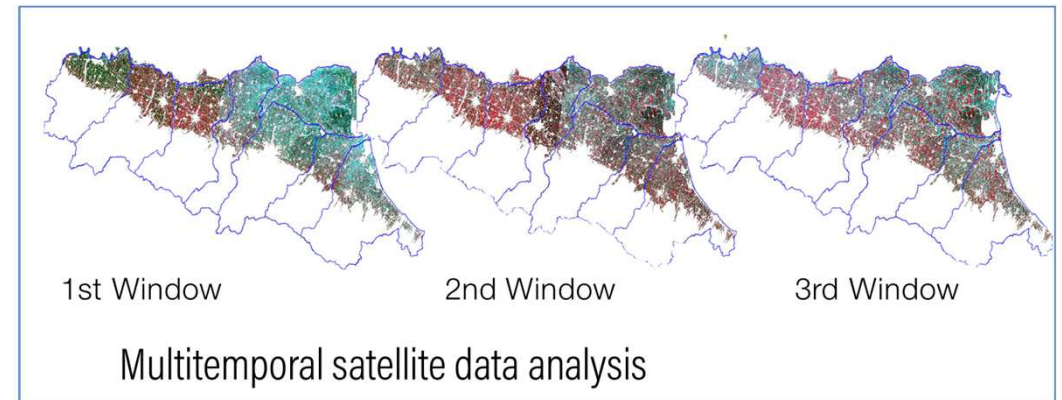 1st Window
2nd Window
3rd Window
Multitemporal satellite data analysis